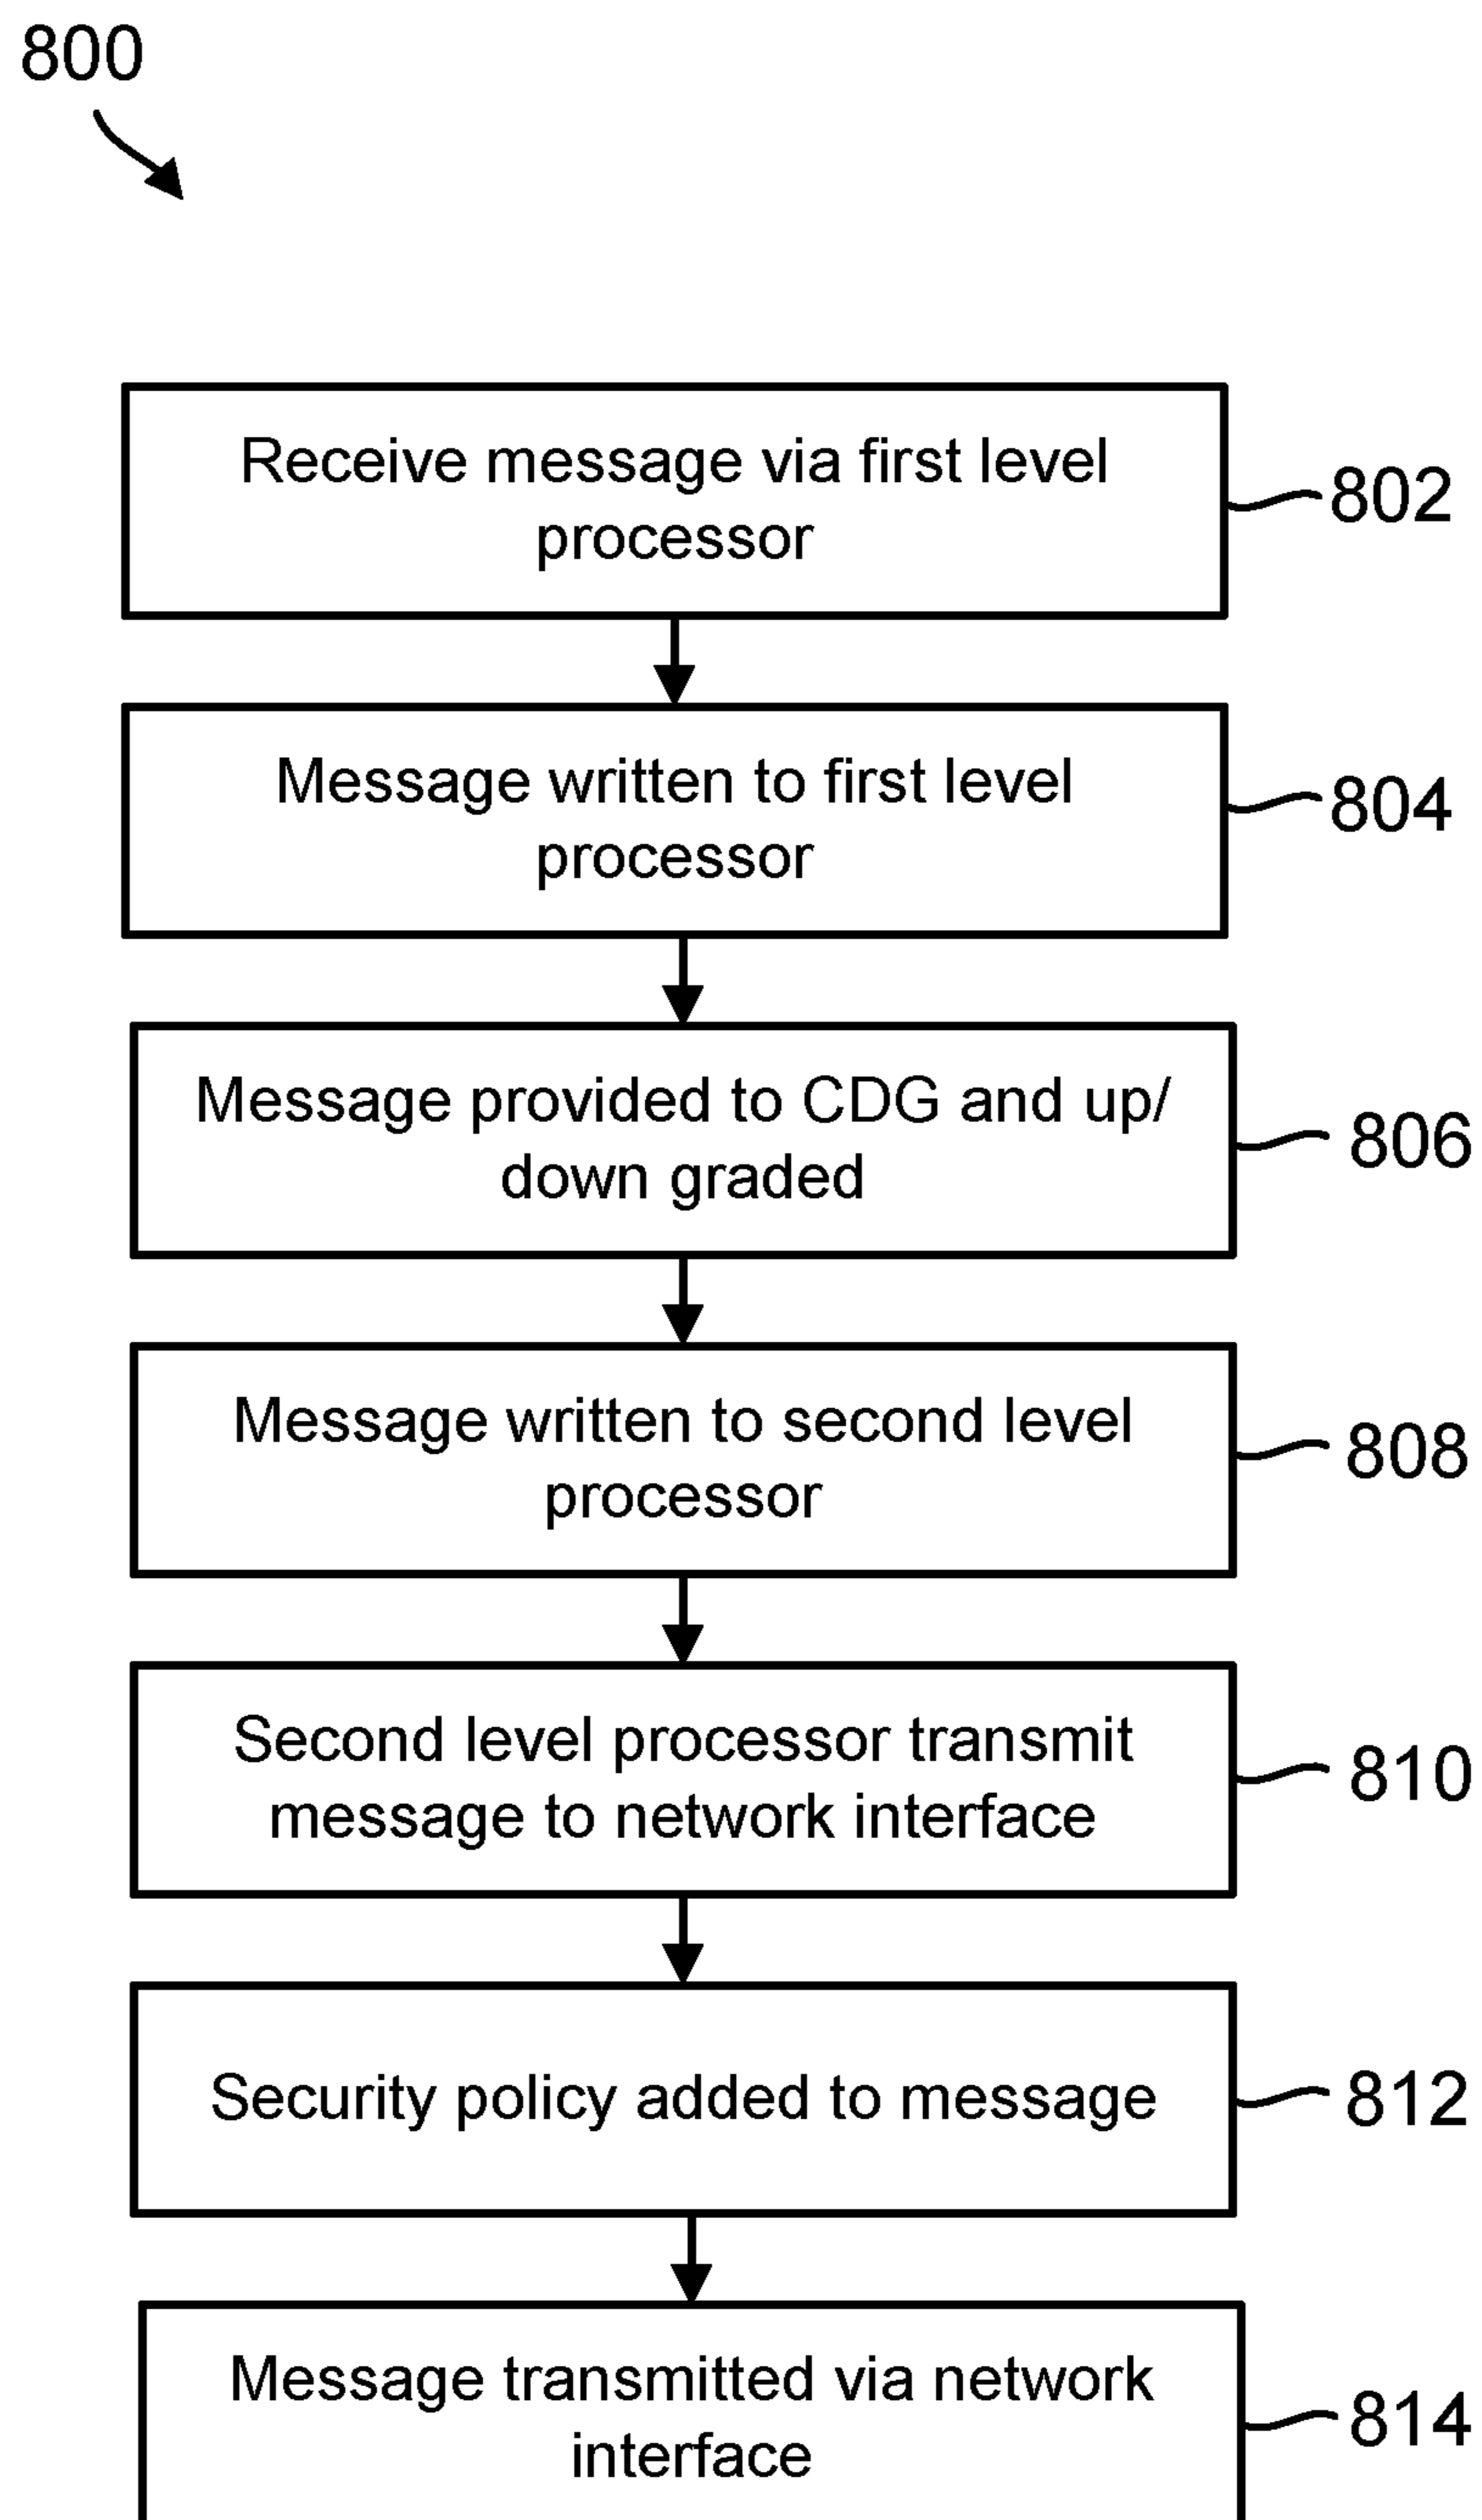 800
Receive message via first level
processor
802
Message written to first level
processor
804
Message provided to CDG and up/
down graded
806
Message written to second level
processor
808
Second level processor transmit
message to network interface
810
Security policy added to message
812
Message transmitted via network
interface
814